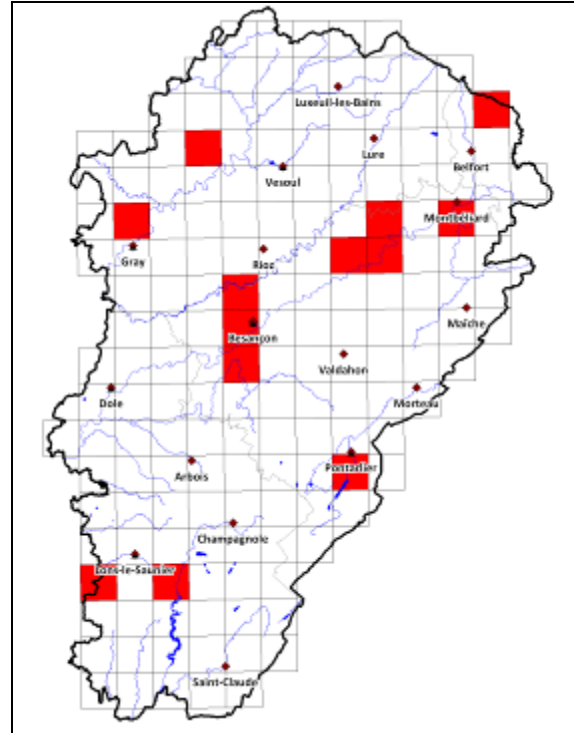 Luxeuil-les-Bains
Lure
Belfort
Vesoul
Montbéliard
Gray
Rioz
Maîche
Besançon
Valdahon
Dole
Morteau
Arbois
Pontarlier
Champagnole
Lons-le-Saunier
Saint-Claude